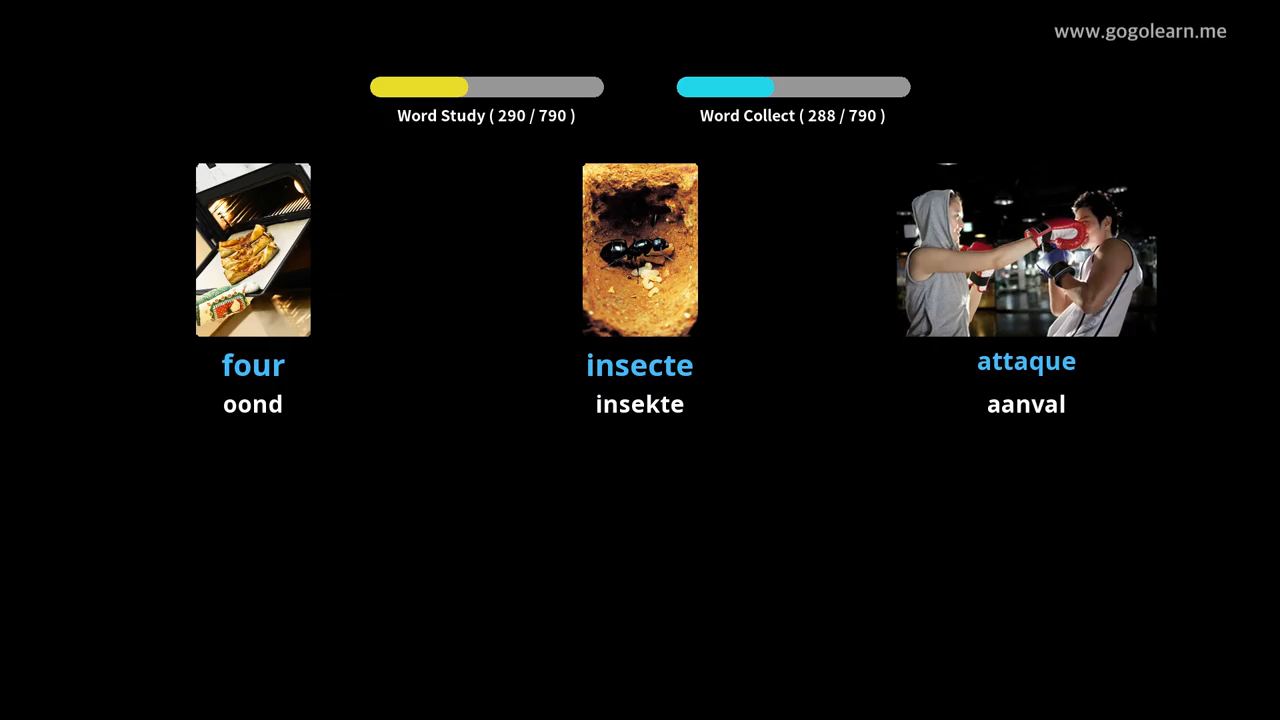 www.gogolearn.me
Word Study ( 290 / 790 )
Word Collect ( 288 / 790 )
four
insecte
attaque
oond
insekte
aanval